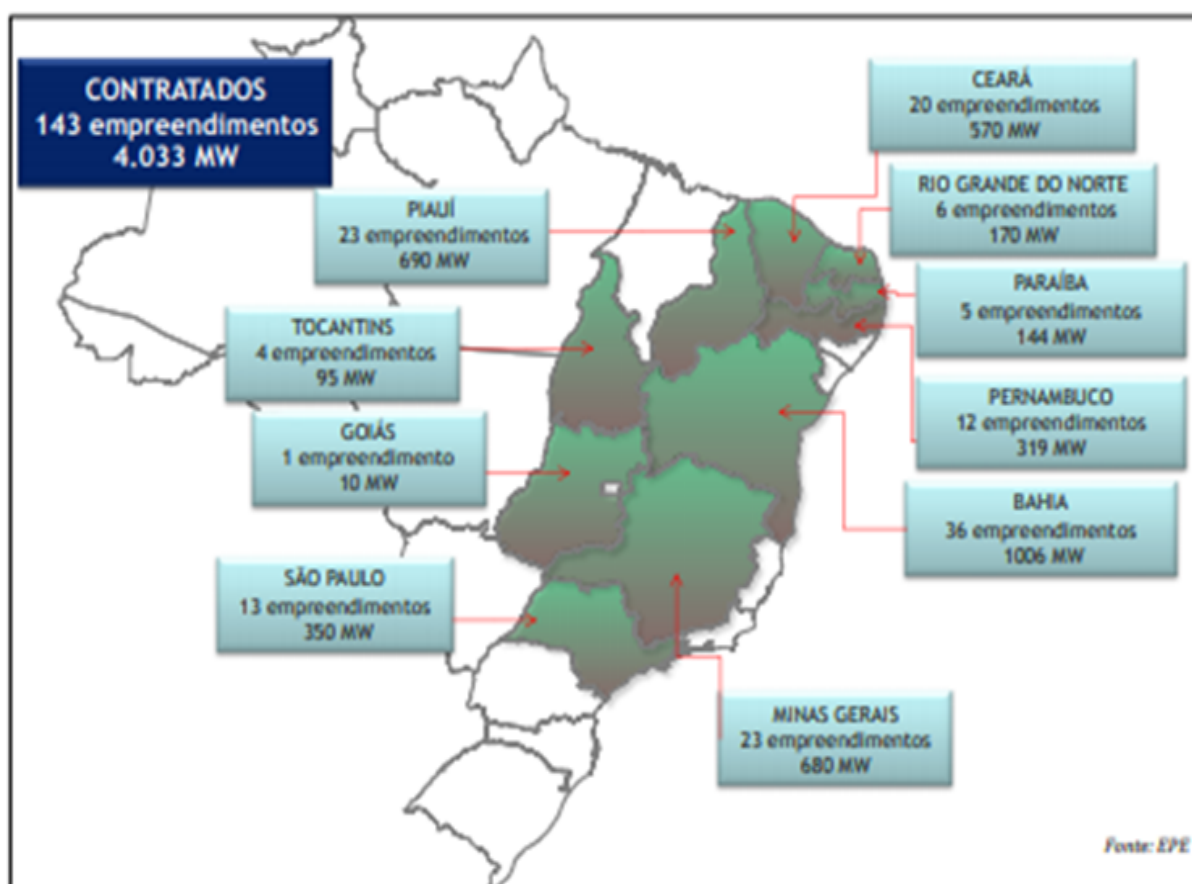 CONTRATADOS
143 empreendimentos
4.033 MW
CEARÁ
20 empreendimentos
570 MW
RIO GRANDE DO NORTE
6 empreendimentos
170 MW
PIAUÍ
23 empreendimentos
690 MW
PARAÍBA
5 empreendimentos
144 MW
TOCANTINS
4 empreendimentos
95 MW
PERNAMBUCO
12 empreendimentos
319 MW
GOIÁS
1 empreendimento
10 MW
BAHIA
36 empreendimentos
1006 MW
SÃO PAULO
13 empreendimentos
350 MW
MINAS GERAIS
23 empreendimentos
680 MW
Fonte: EPE